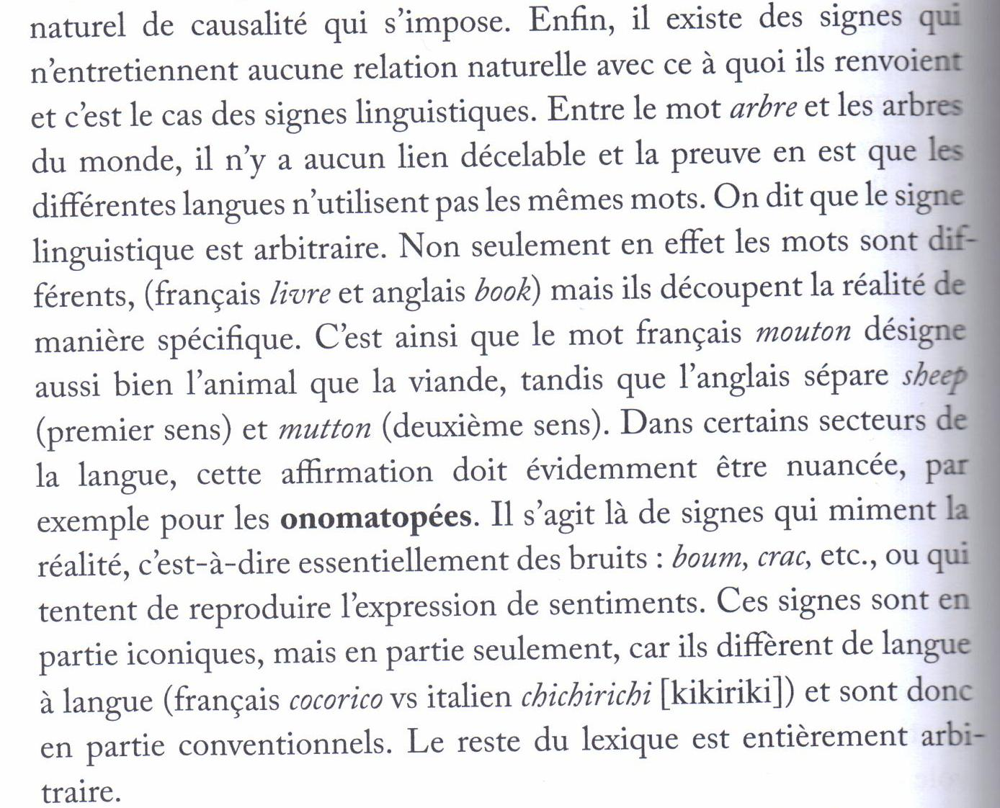 naturel de causalité qui s'impose. Enfin, il existe des signes qui
n'entretiennent aucune relation naturelle avec ce à quoi ils renvoient
et c'est le cas des signes linguistiques. Entre le mot arbre et les arbres
du monde, il n'y a aucun lien décelable et la preuve en est que les
différentes langues n'utilisent pas les mêmes mots. On dit que le signe
linguistique est arbitraire. Non seulement en effet les mots sont dif-
férents, (français livre et anglais book) mais ils découpent la réalité de
manière spécifique. C'est ainsi que le mot français mouton désigne
aussi bien l'animal que la viande, tandis que l'anglais sépare sheep
(premier sens) et mutton (deuxième sens). Dans certains secteurs de
la langue, cette affirmation doit évidemment être nuancée, par
exemple pour les onomatopées. Il s'agit là de signes qui miment la
réalité, c'est-à-dire essentiellement des bruits : boum, crac, etc., ou qui
tentent de reproduire l'expression de sentiments. Ces signes sont en
partie iconiques, mais en partie seulement, car ils diffèrent de langue
à langue (français cocorico vs italien chichirichi [kikiriki]) et sont donc
en partie conventionnels. Le reste du lexique est entièrement arbi-
traire.